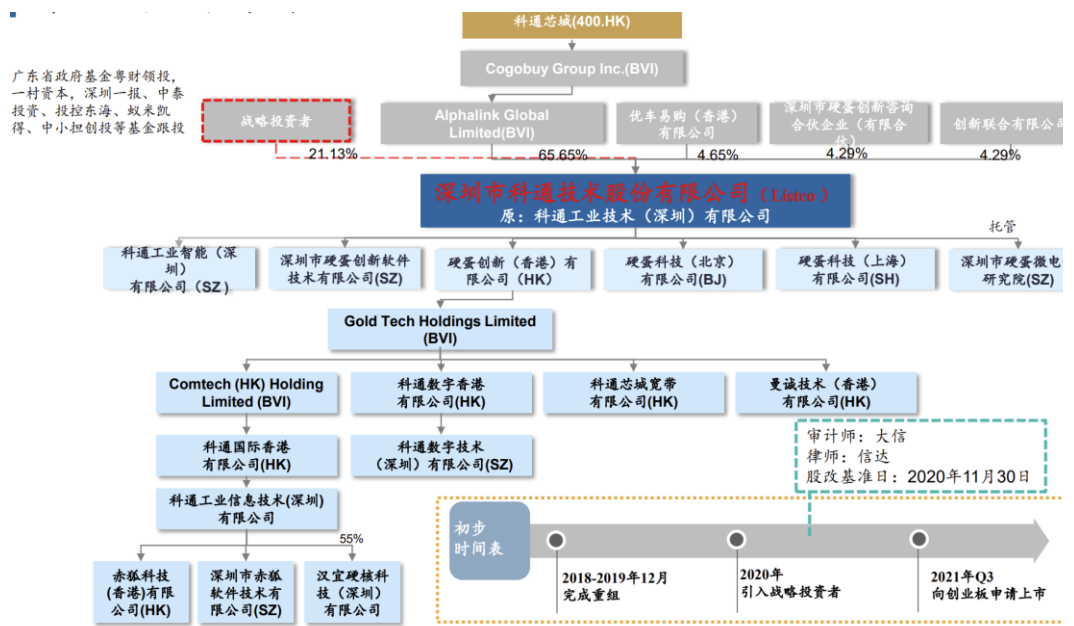 科通芯城(400.HK)
Cogobuy Group Inc.(BVI)
广东省政府基金粤财领投，
一村资本，深圳一报、中泰
投资、投控东海、蚁米凯
得、中小担创投等基金跟投
战略投资者
Alphalink Global
Limited(BVI)
优车易购（香港）
有限公司
深圳市硬蛋创新咨询
合伙企业（有限合
伙）
创新联合有限公司
21.13%
65.65%
4.65%
4.29%
4.29%
深圳市科通技术股份有限公司（Listco）
原：科通工业技术（深圳）有限公司
托管
科通工业智能（深
圳）
有限公司（SZ）
深圳市硬蛋创新软件
技术有限公司(SZ)
硬蛋创新（香港）有
限公司（HK）
硬蛋科技（北京）
有限公司(BJ)
硬蛋科技（上海）
有限公司(SH)
深圳市硬蛋微电
研究院(SZ)
Gold Tech Holdings Limited
(BVI)
Comtech (HK) Holding
Limited (BVI)
科通数字香港
有限公司(HK)
科通芯城宽带
有限公司(HK)
曼诚技术（香港）
有限公司(HK)
科通国际香港
有限公司(HK)
科通数字技术
（深圳）有限公司(SZ)
科通工业信息技术(深圳)
有限公司
55%
赤狐科技
(香港)有限
公司(HK)
深圳市赤狐
软件技术有
限公司(SZ)
汉宜硬核科
技（深圳）
有限公司
审计师：大信
律师：信达
股改基准日：2020年11月30日
初步
时间表
2018-2019年12月
完成重组
2020年
引入战略投资者
2021年Q3
向创业板申请上市